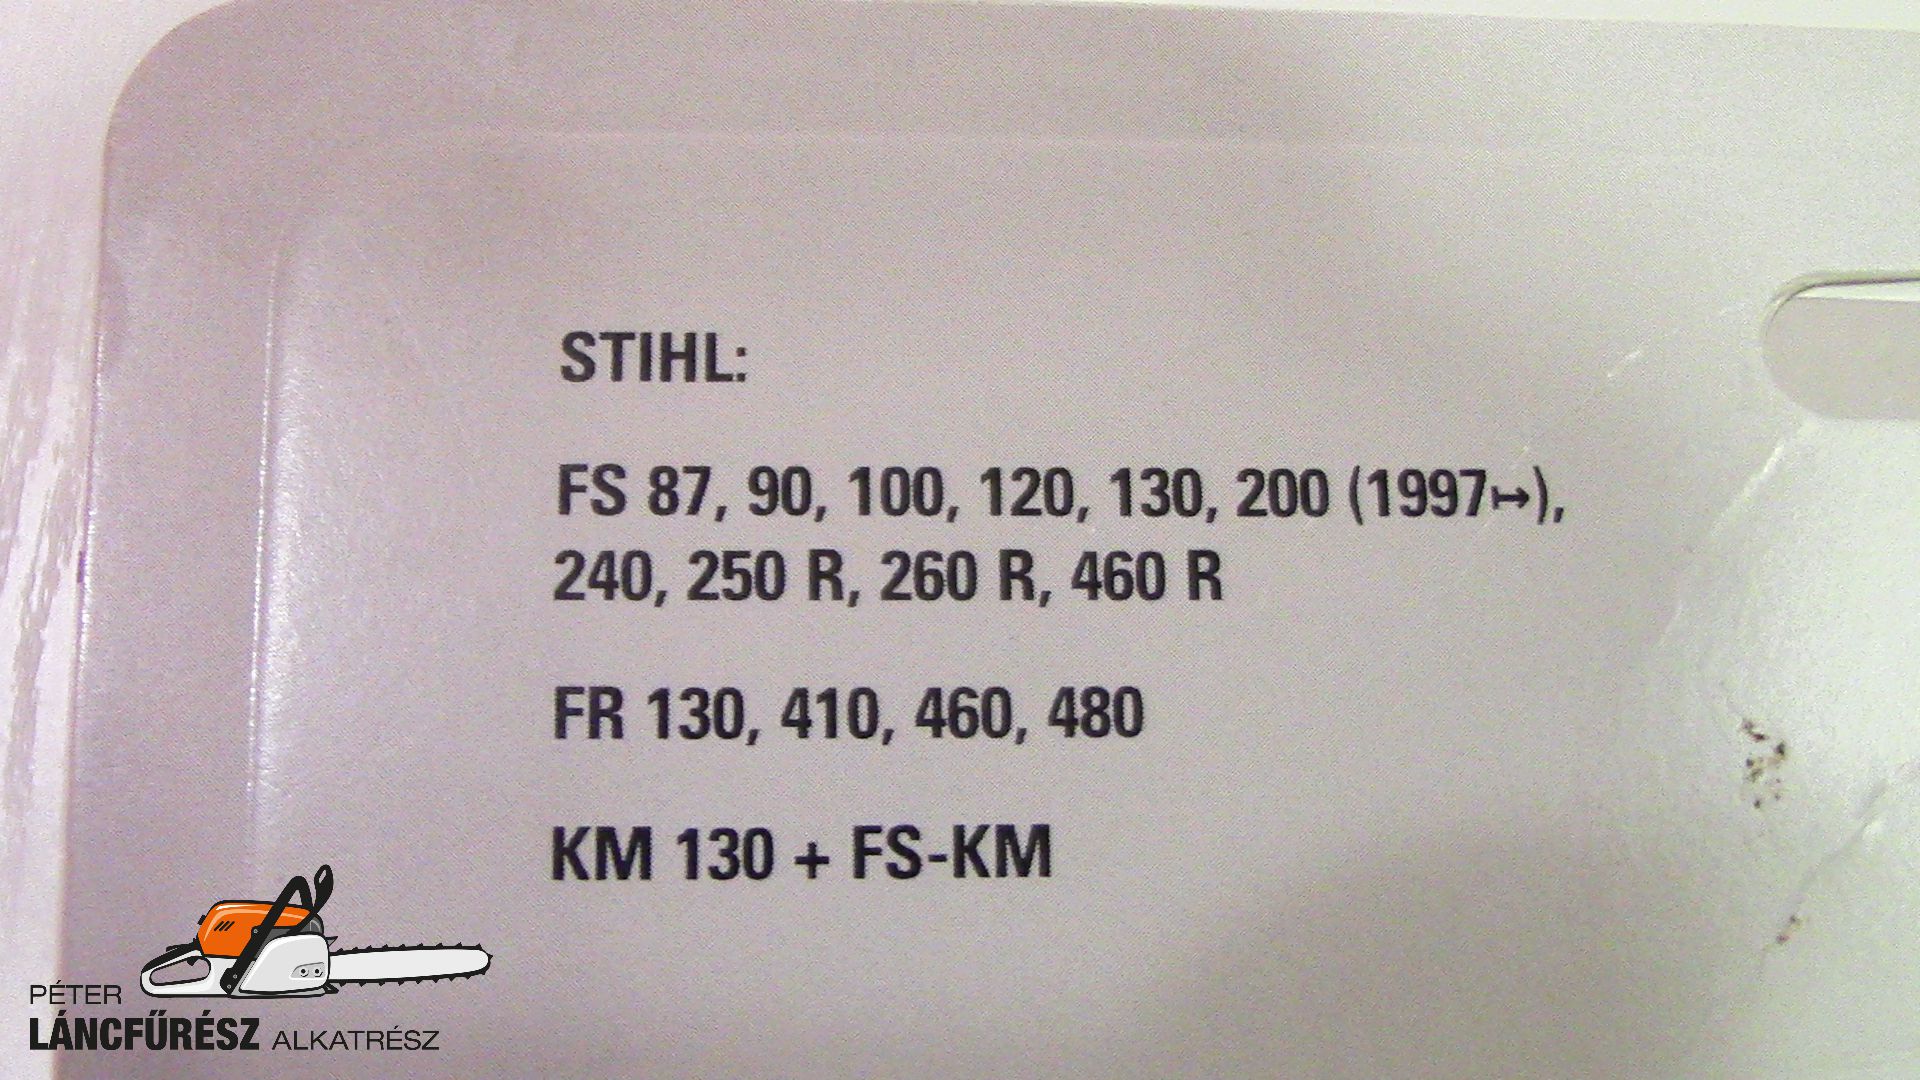 STIHL:
FS 87, 90, 100, 120, 130, 200 (1997↦),
240, 250 R, 260 R, 460 R
FR 130, 410, 460, 480
KM 130 + FS-KM
PÉTER
LÁNCFŰRÉSZ ALKATRÉSZ